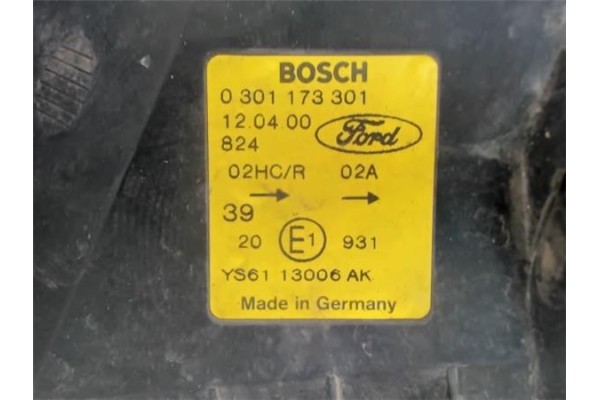 BOSCH
0 301 173 301
12.04.00 Ford
824
02HC/R 02A
→ →
39
20 E1 931
YS61 13006 AK
Made in Germany